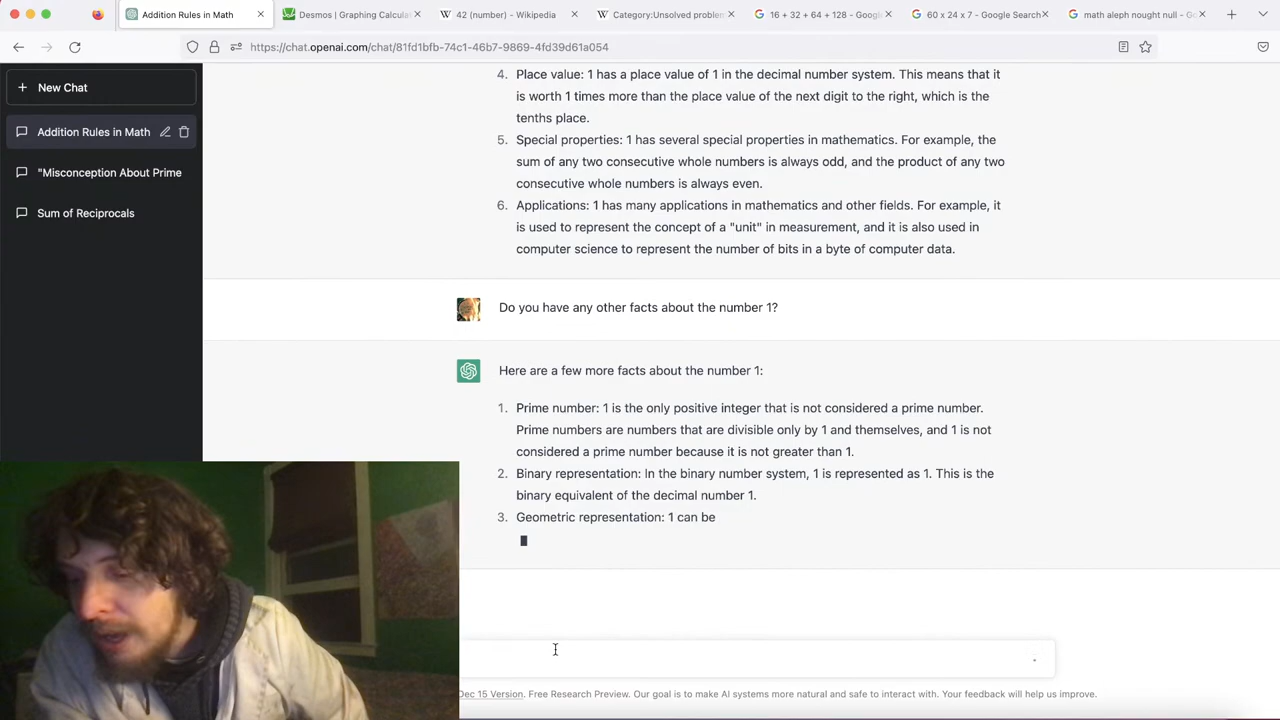 Addition Rules in Math
Desmos | Graphing Calcula
42 (number) - Wikipedia
Category:Unsolved problem
16 + 32 + 64 + 128 - Googl
60 x 24 x 7 - Google Search
math aleph nought null - G
https://chat.openai.com/chat/81fd1bfb-74c1-46b7-9869-4fd39d61a054
New Chat
Addition Rules in Math
"Misconception About Prime
Sum of Reciprocals
4. Place value: 1 has a place value of 1 in the decimal number system. This means that it
is worth 1 times more than the place value of the next digit to the right, which is the
tenths place.
5. Special properties: 1 has several special properties in mathematics. For example, the
sum of any two consecutive whole numbers is always odd, and the product of any two
consecutive whole numbers is always even.
6. Applications: 1 has many applications in mathematics and other fields. For example, it
is used to represent the concept of a "unit" in measurement, and it is also used in
computer science to represent the number of bits in a byte of computer data.
Do you have any other facts about the number 1?
Here are a few more facts about the number 1:
1. Prime number: 1 is the only positive integer that is not considered a prime number.
Prime numbers are numbers that are divisible only by 1 and themselves, and 1 is not
considered a prime number because it is not greater than 1.
2. Binary representation: In the binary number system, 1 is represented as 1. This is the
binary equivalent of the decimal number 1.
3. Geometric representation: 1 can be
Dec 15 Version. Free Research Preview. Our goal is to make AI systems more natural and safe to interact with. Your feedback will help us improve.